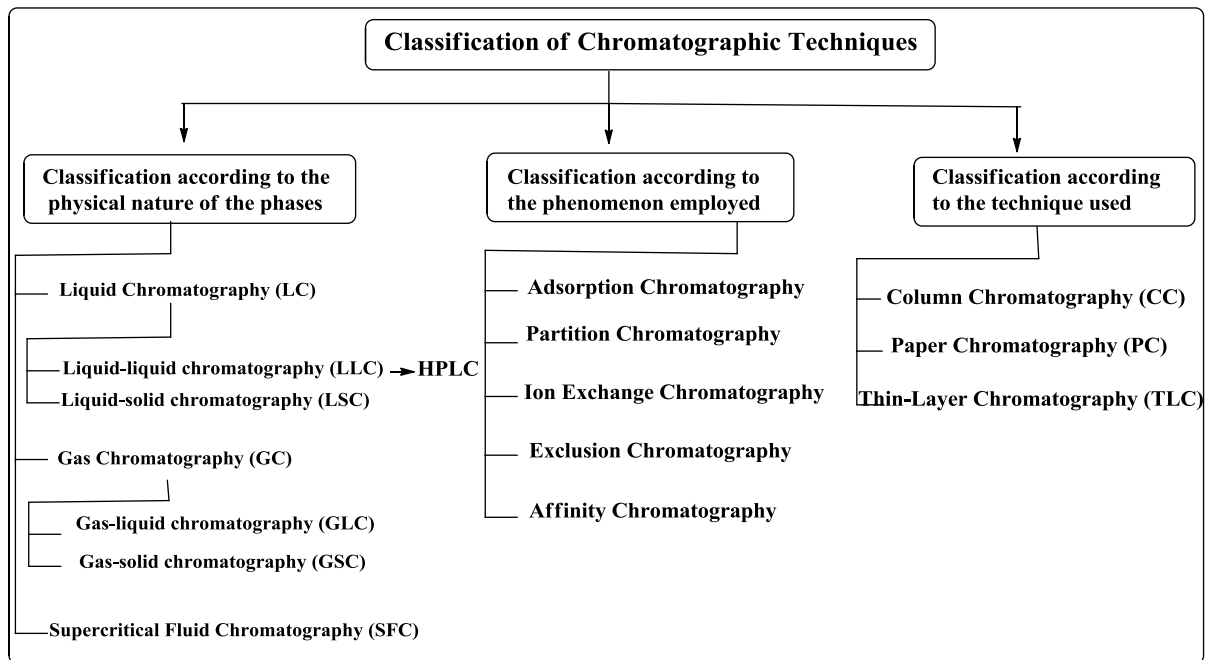 Classification of Chromatographic Techniques
Classification according to the
physical nature of the phases
Liquid Chromatography (LC)
Liquid-liquid chromatography (LLC)
HPLC
Liquid-solid chromatography (LSC)
Gas Chromatography (GC)
Gas-liquid chromatography (GLC)
Gas-solid chromatography (GSC)
Supercritical Fluid Chromatography (SFC)
Classification according to
the phenomenon employed
Adsorption Chromatography
Partition Chromatography
Ion Exchange Chromatography
Exclusion Chromatography
Affinity Chromatography
Classification according
to the technique used
Column Chromatography (CC)
Paper Chromatography (PC)
Thin-Layer Chromatography (TLC)